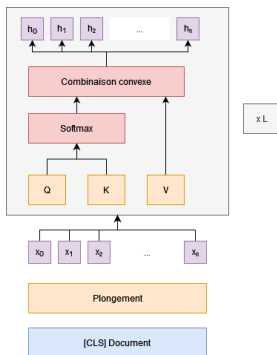 h0 h1 h2 ... hn
Combinaison convexe
x L
Softmax
Q K V
x0 x1 x2 ... xn
Plongement
[CLS] Document